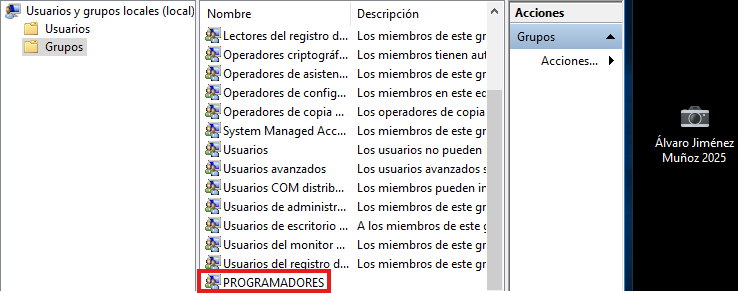 Usuarios y grupos locales (local)
Usuarios
Grupos
Nombre Descripción
Lectores del registro d... Los miembros de este gr
Operadores criptográf... Los miembros tienen aut
Operadores de asisten... Los miembros de este gr
Operadores de config... Los miembros en este eq
Operadores de copia ... Los operadores de copia
System Managed Acc... Los miembros de este gr
Usuarios Los usuarios no pueden
Usuarios avanzados Los usuarios avanzados s
Usuarios COM distrib... Los miembros pueden in
Usuarios de administr... Los miembros de este gr
Usuarios de escritorio ... A los miembros de este g
Usuarios del monitor ... Los miembros de este gr
Usuarios del registro d... Los miembros de este gr
PROGRAMADORES
Acciones
Grupos
Acciones...
Álvaro Jiménez
Muñoz 2025